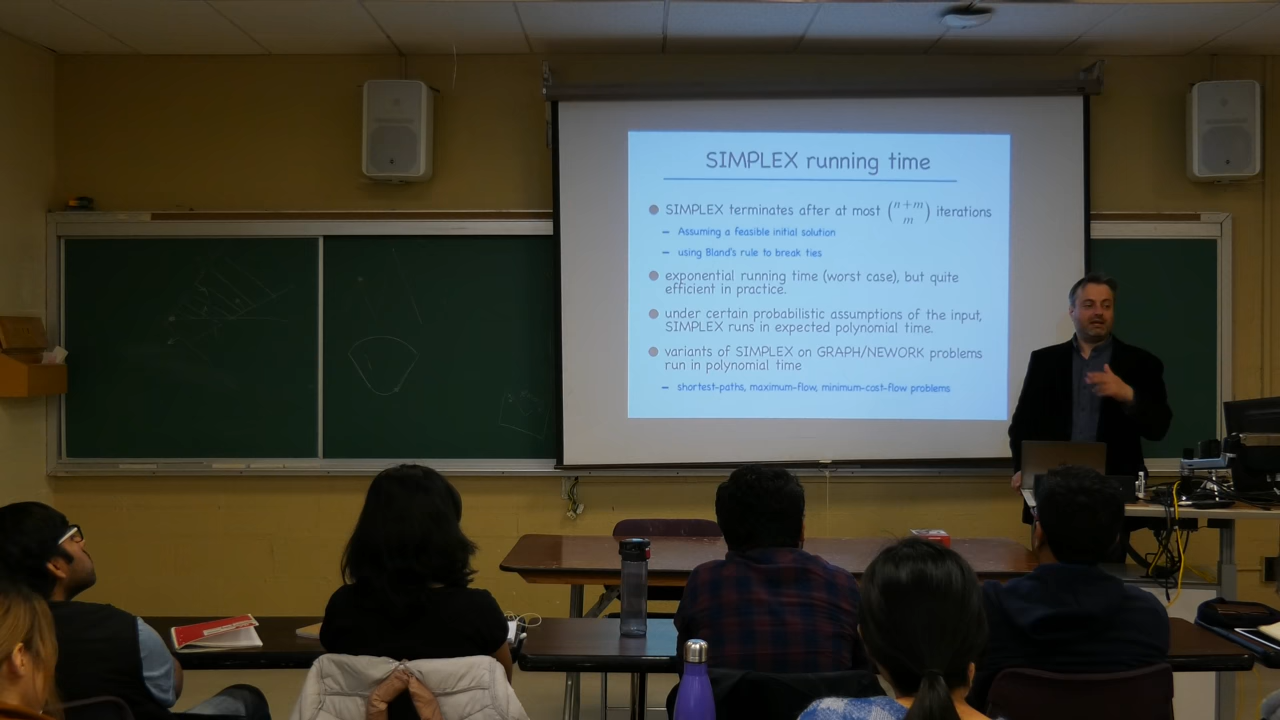 SIMPLEX running time
SIMPLEX terminates after at most (n+m m) iterations
– Assuming a feasible initial solution
– using Bland's rule to break ties
exponential running time (worst case), but quite
efficient in practice.
under certain probabilistic assumptions of the input,
SIMPLEX runs in expected polynomial time.
variants of SIMPLEX on GRAPH/NEWORK problems
run in polynomial time
– shortest-paths, maximum-flow, minimum-cost-flow problems